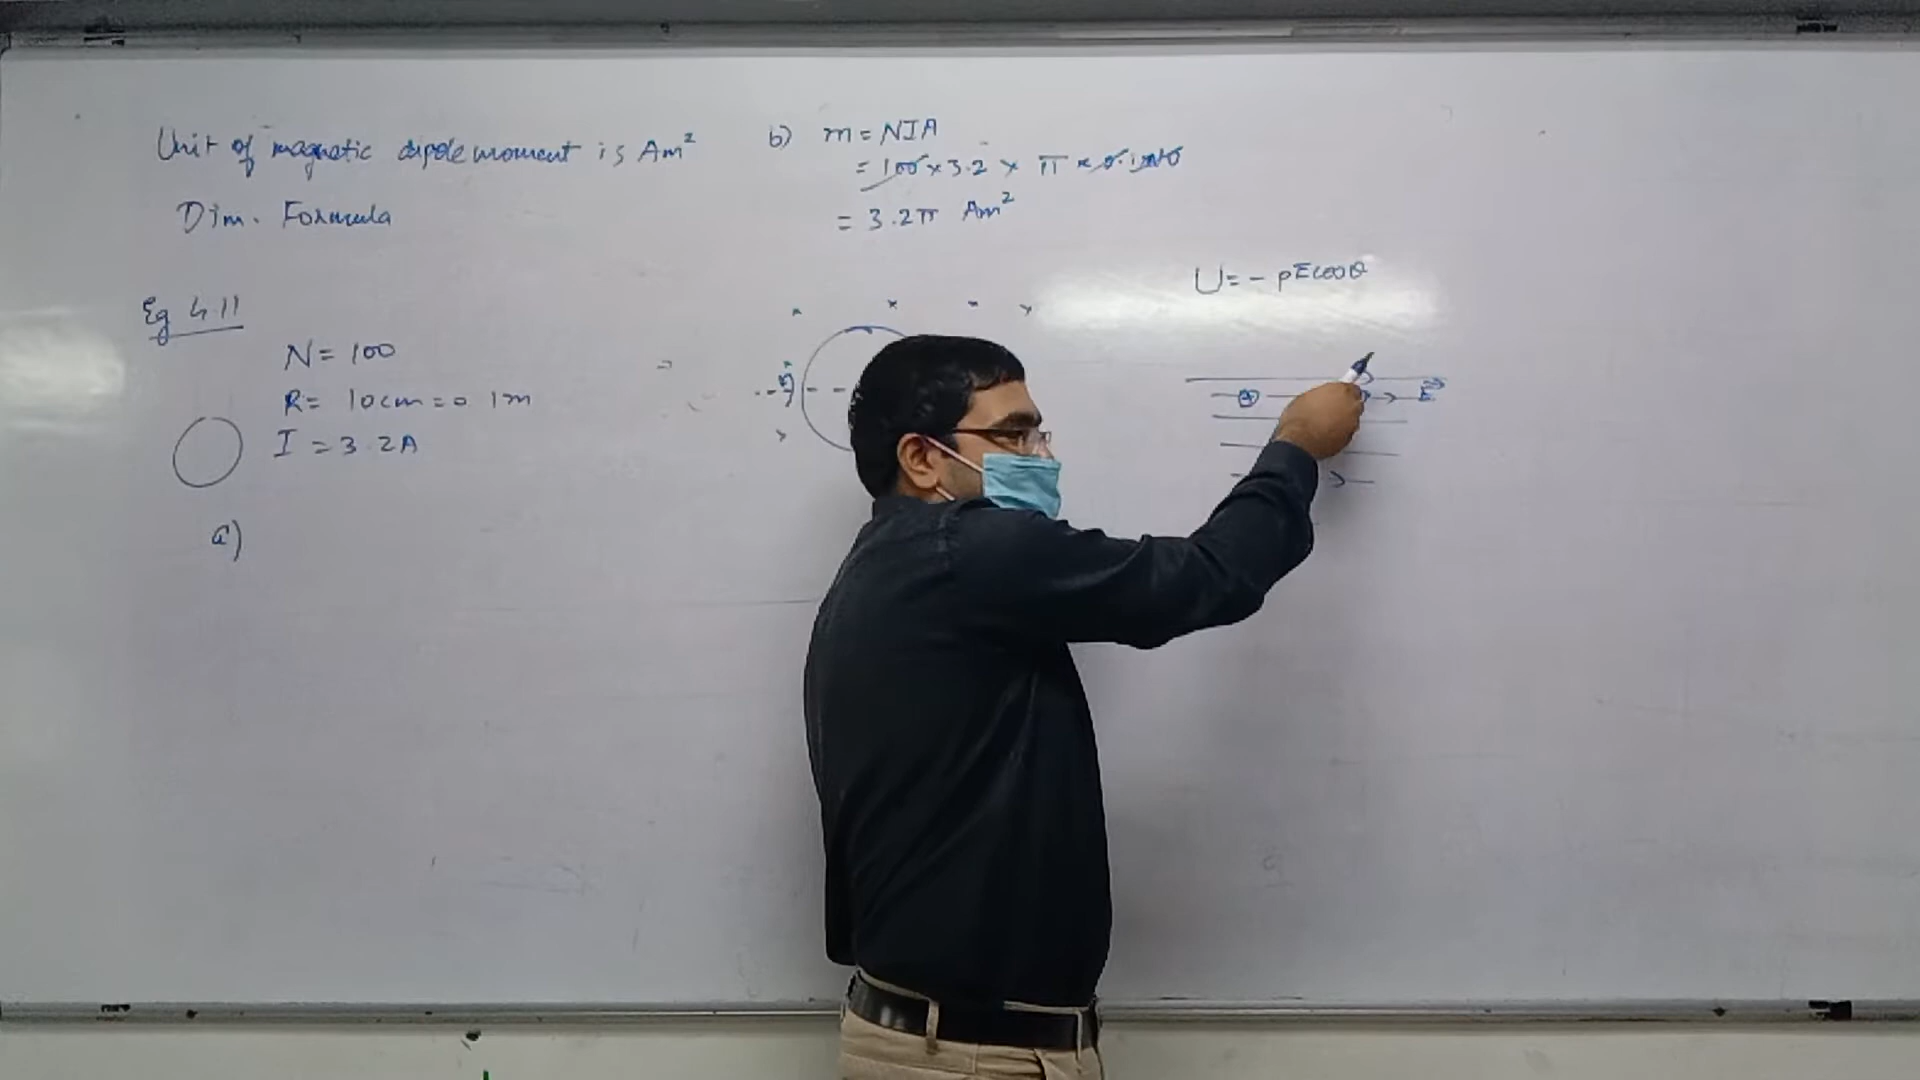 Unit of magnetic dipole moment is Am²
Dim. Formula
Eg 4.11
N = 100
R = 10cm = 0.1m
I = 3.2A
a)
b) m = NIA
= 100 × 3.2 × π ×
= 3.2π Am²
U = - pE cosθ
E